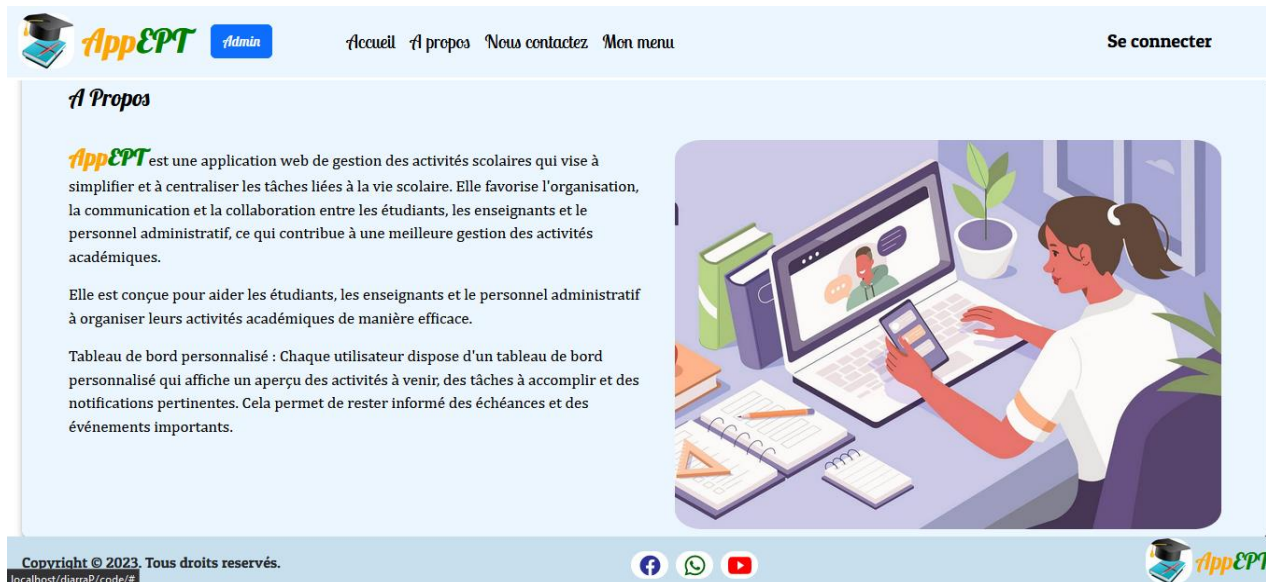 AppEPT Admin Accueil A propos Nous contactez Mon menu Se connecter
A Propos
AppEPT est une application web de gestion des activités scolaires qui vise à
simplifier et à centraliser les tâches liées à la vie scolaire. Elle favorise l'organisation,
la communication et la collaboration entre les étudiants, les enseignants et le
personnel administratif, ce qui contribue à une meilleure gestion des activités
académiques.
Elle est conçue pour aider les étudiants, les enseignants et le personnel administratif
à organiser leurs activités académiques de manière efficace.
Tableau de bord personnalisé : Chaque utilisateur dispose d'un tableau de bord
personnalisé qui affiche un aperçu des activités à venir, des tâches à accomplir et des
notifications pertinentes. Cela permet de rester informé des échéances et des
événements importants.
Copyright © 2023. Tous droits reservés. AppEPT
localhost/diarraP/code/#